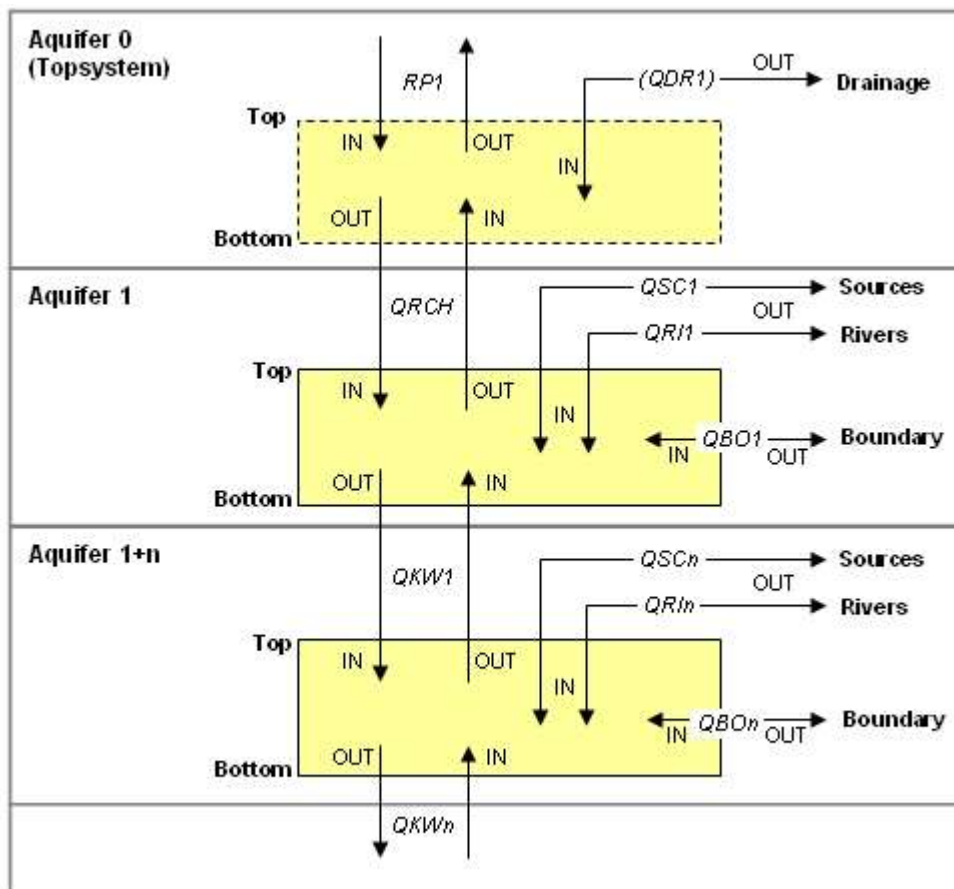 Aquifer 0
(Topsystem)
RP1
(QDR1)
OUT
Drainage
Top
IN
OUT
IN
OUT
IN
Bottom
Aquifer 1
QRCH
QSC1
Sources
OUT
QRI1
Rivers
Top
IN
OUT
IN
QBO1
Boundary
IN
OUT
OUT
IN
Bottom
Aquifer 1+n
QKW1
QSCn
Sources
OUT
QRIn
Rivers
Top
IN
OUT
IN
QBOn
Boundary
IN
OUT
OUT
IN
Bottom
QKWn